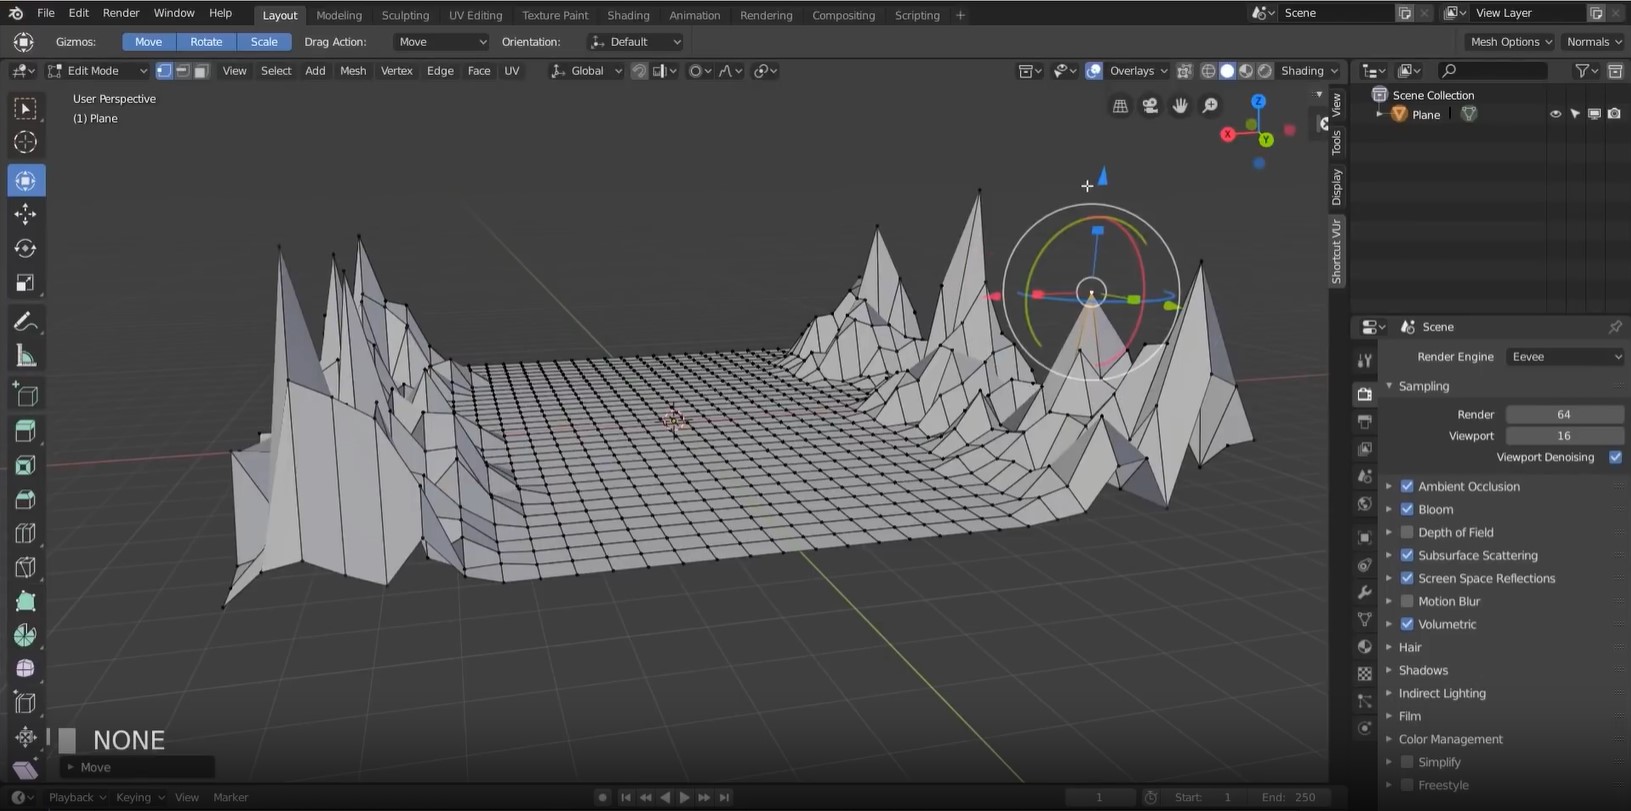 File Edit Render Window Help Layout Modeling Sculpting UV Editing Texture Paint Shading Animation Rendering Compositing Scripting + Scene View Layer
Gizmos: Move Rotate Scale Drag Action: Move Orientation: Default Mesh Options Normals
Edit Mode View Select Add Mesh Vertex Edge Face UV Global Overlays Shading
User Perspective
(1) Plane
Z
X
Y
View
Tools
Display
Shortcut VUr
Scene Collection
Plane
Scene
Render Engine Eevee
Sampling
Render 64
Viewport 16
Viewport Denoising
Ambient Occlusion
Bloom
Depth of Field
Subsurface Scattering
Screen Space Reflections
Motion Blur
Volumetric
Hair
Shadows
Indirect Lighting
Film
Color Management
Simplify
Freestyle
NONE
Move
Playback Keying View Marker 1 Start: 1 End: 250